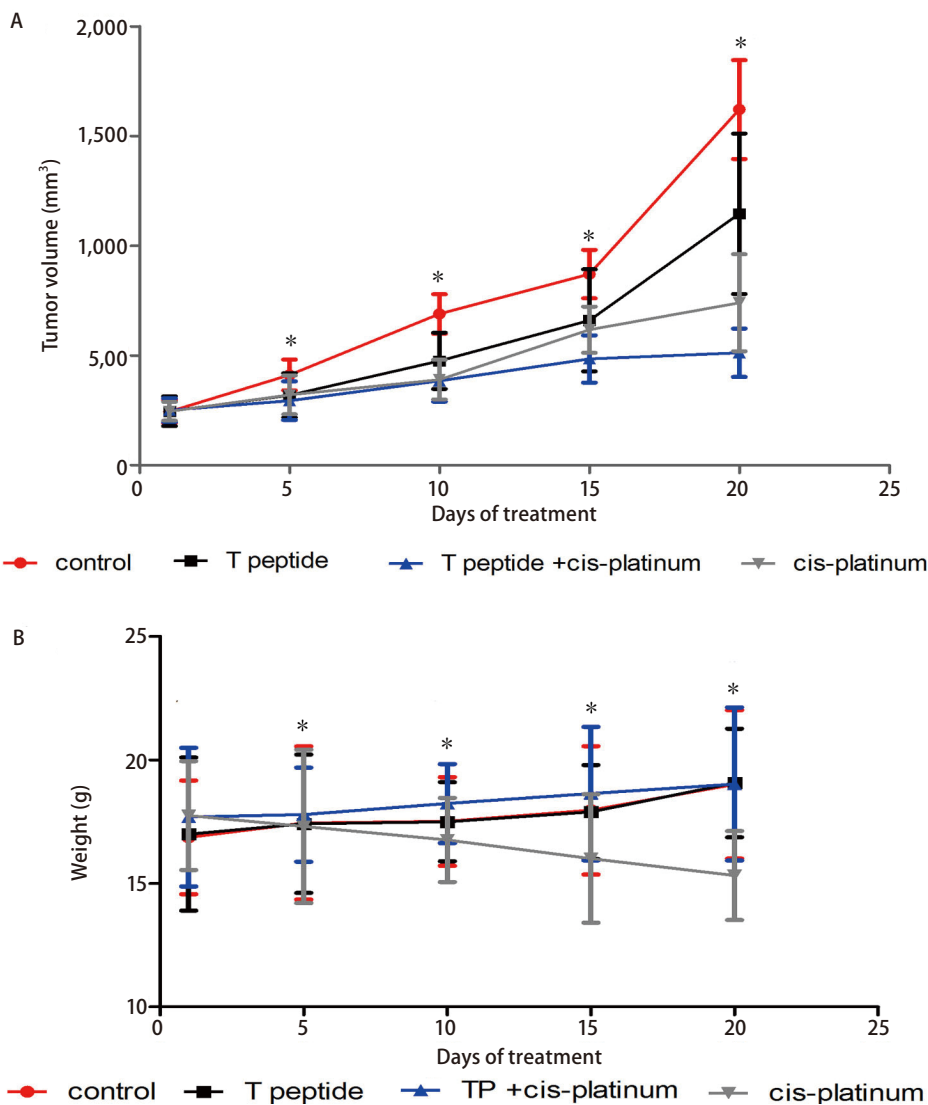 A
Tumor volume (mm³)
2,000
1,500
1,000
500
0
* * * * *
0 5 10 15 20 25
Days of treatment
control T peptide T peptide +cis-platinum cis-platinum
B
Weight (g)
25
20
15
10
* * * *
0 5 10 15 20 25
Days of treatment
control T peptide TP +cis-platinum cis-platinum